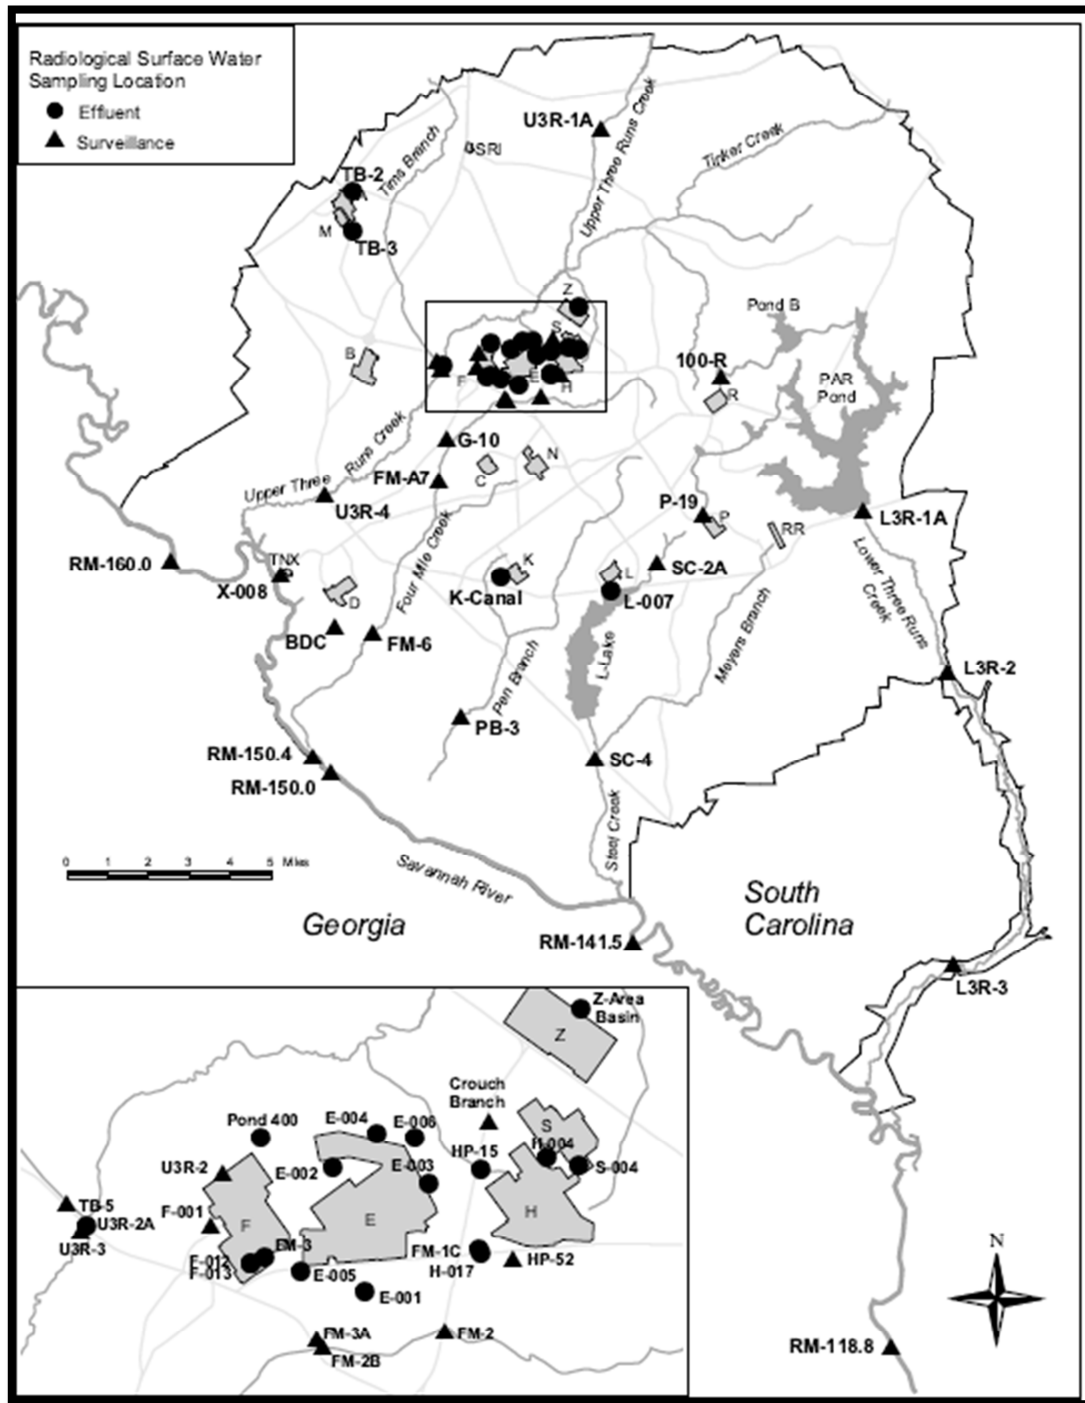 Radiological Surface Water
Sampling Location
Effluent
Surveillance
U3R-1A
SRI
Tims Branch
Upper Three Runs Creek
Tinker Creek
TB-2
M
TB-3
Z
S
Pond B
B
F
E
H
100-R
R
PAR
Pond
G-10
Upper Three Runs Creek
FM-A7
C
N
U3R-4
P-19
P
RR
L3R-1A
RM-160.0
TNX
X-008
D
Four Mile Creek
K
K-Canal
L
L-007
SC-2A
Lower Three Runs
Creek
BDC
FM-6
L-Lake
Meyers Branch
Pen Branch
L3R-2
PB-3
RM-150.4
RM-150.0
SC-4
0 1 2 3 4 5 Miles
Steel Creek
Savannah River
Georgia
South
Carolina
RM-141.5
L3R-3
Z-Area
Basin
Z
Crouch
Branch
Pond 400
E-004
E-006
S
H-004
HP-15
U3R-2
E-002
E-003
S-004
TB-5
F-001
U3R-2A
F
E
H
U3R-3
FM-3
F-012
F-013
FM-1C
H-017
HP-52
E-005
E-001
N
FM-3A
FM-2
FM-2B
RM-118.8